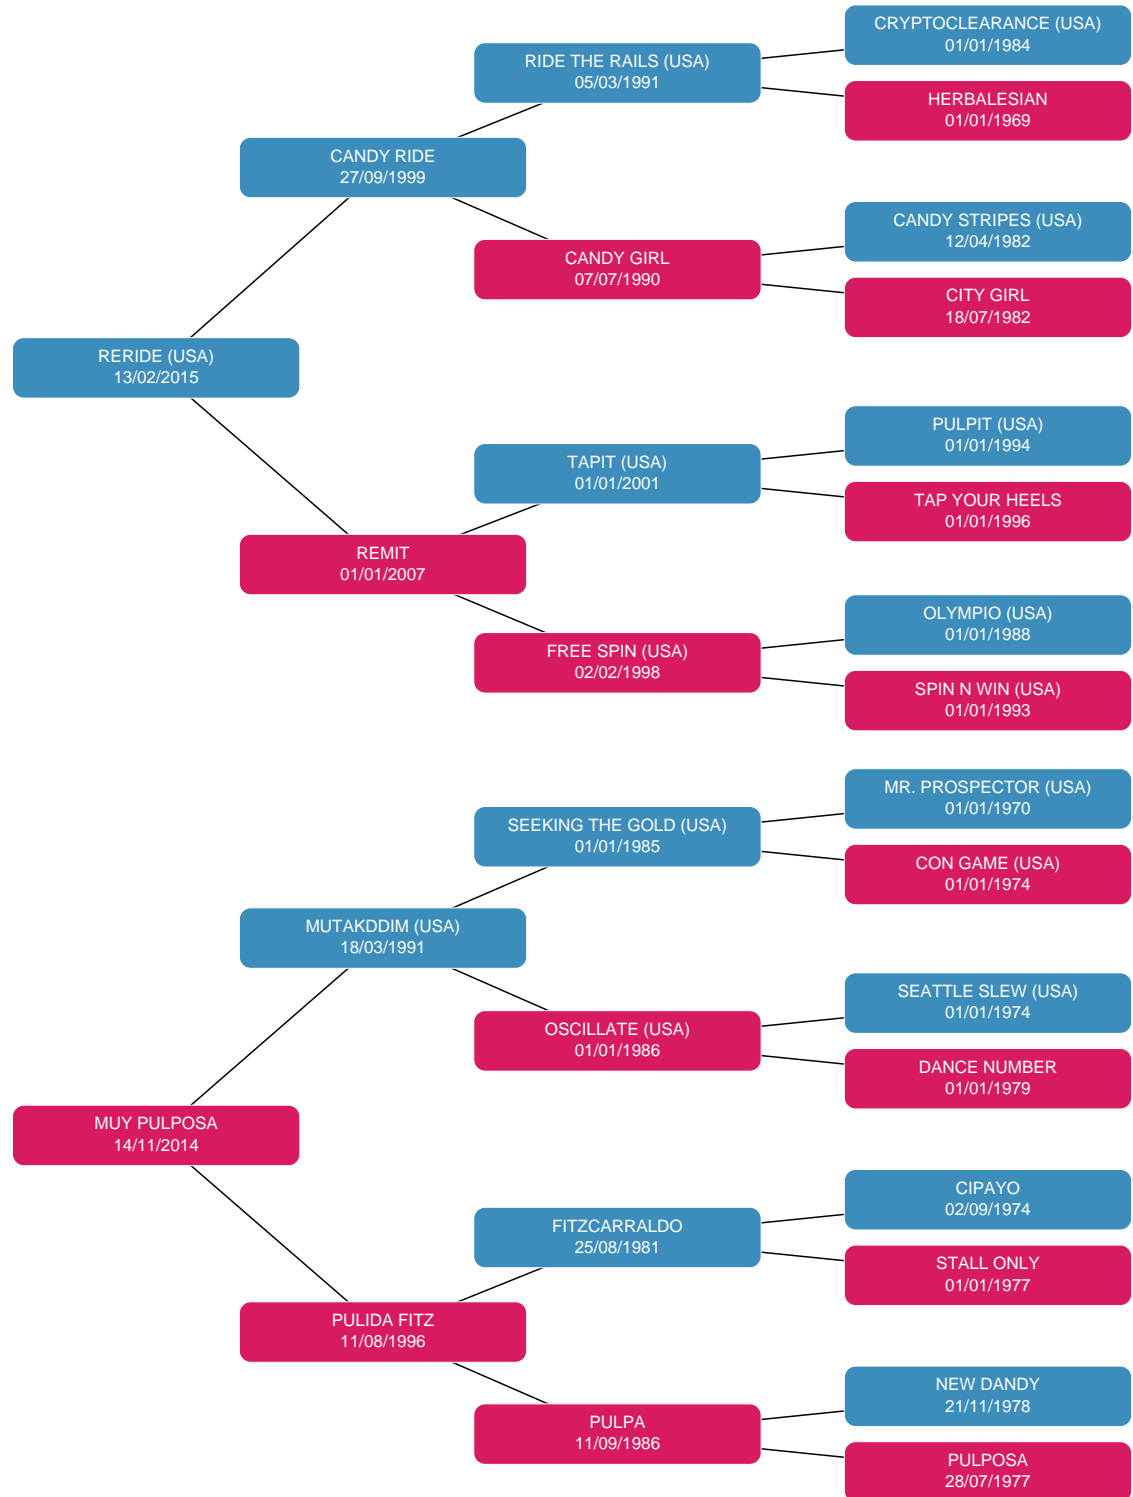 CRYPTOCLEARANCE (USA)
01/01/1984
RIDE THE RAILS (USA)
05/03/1991
HERBALESIAN
01/01/1969
CANDY RIDE
27/09/1999
CANDY STRIPES (USA)
12/04/1982
CANDY GIRL
07/07/1990
CITY GIRL
18/07/1982
RERIDE (USA)
13/02/2015
PULPIT (USA)
01/01/1994
TAPIT (USA)
01/01/2001
TAP YOUR HEELS
01/01/1996
REMIT
01/01/2007
OLYMPIO (USA)
01/01/1988
FREE SPIN (USA)
02/02/1998
SPIN N WIN (USA)
01/01/1993
MR. PROSPECTOR (USA)
01/01/1970
SEEKING THE GOLD (USA)
01/01/1985
CON GAME (USA)
01/01/1974
MUTAKDDIM (USA)
18/03/1991
SEATTLE SLEW (USA)
01/01/1974
OSCILLATE (USA)
01/01/1986
DANCE NUMBER
01/01/1979
MUY PULPOSA
14/11/2014
CIPAYO
02/09/1974
FITZCARRALDO
25/08/1981
STALL ONLY
01/01/1977
PULIDA FITZ
11/08/1996
NEW DANDY
21/11/1978
PULPA
11/09/1986
PULPOSA
28/07/1977